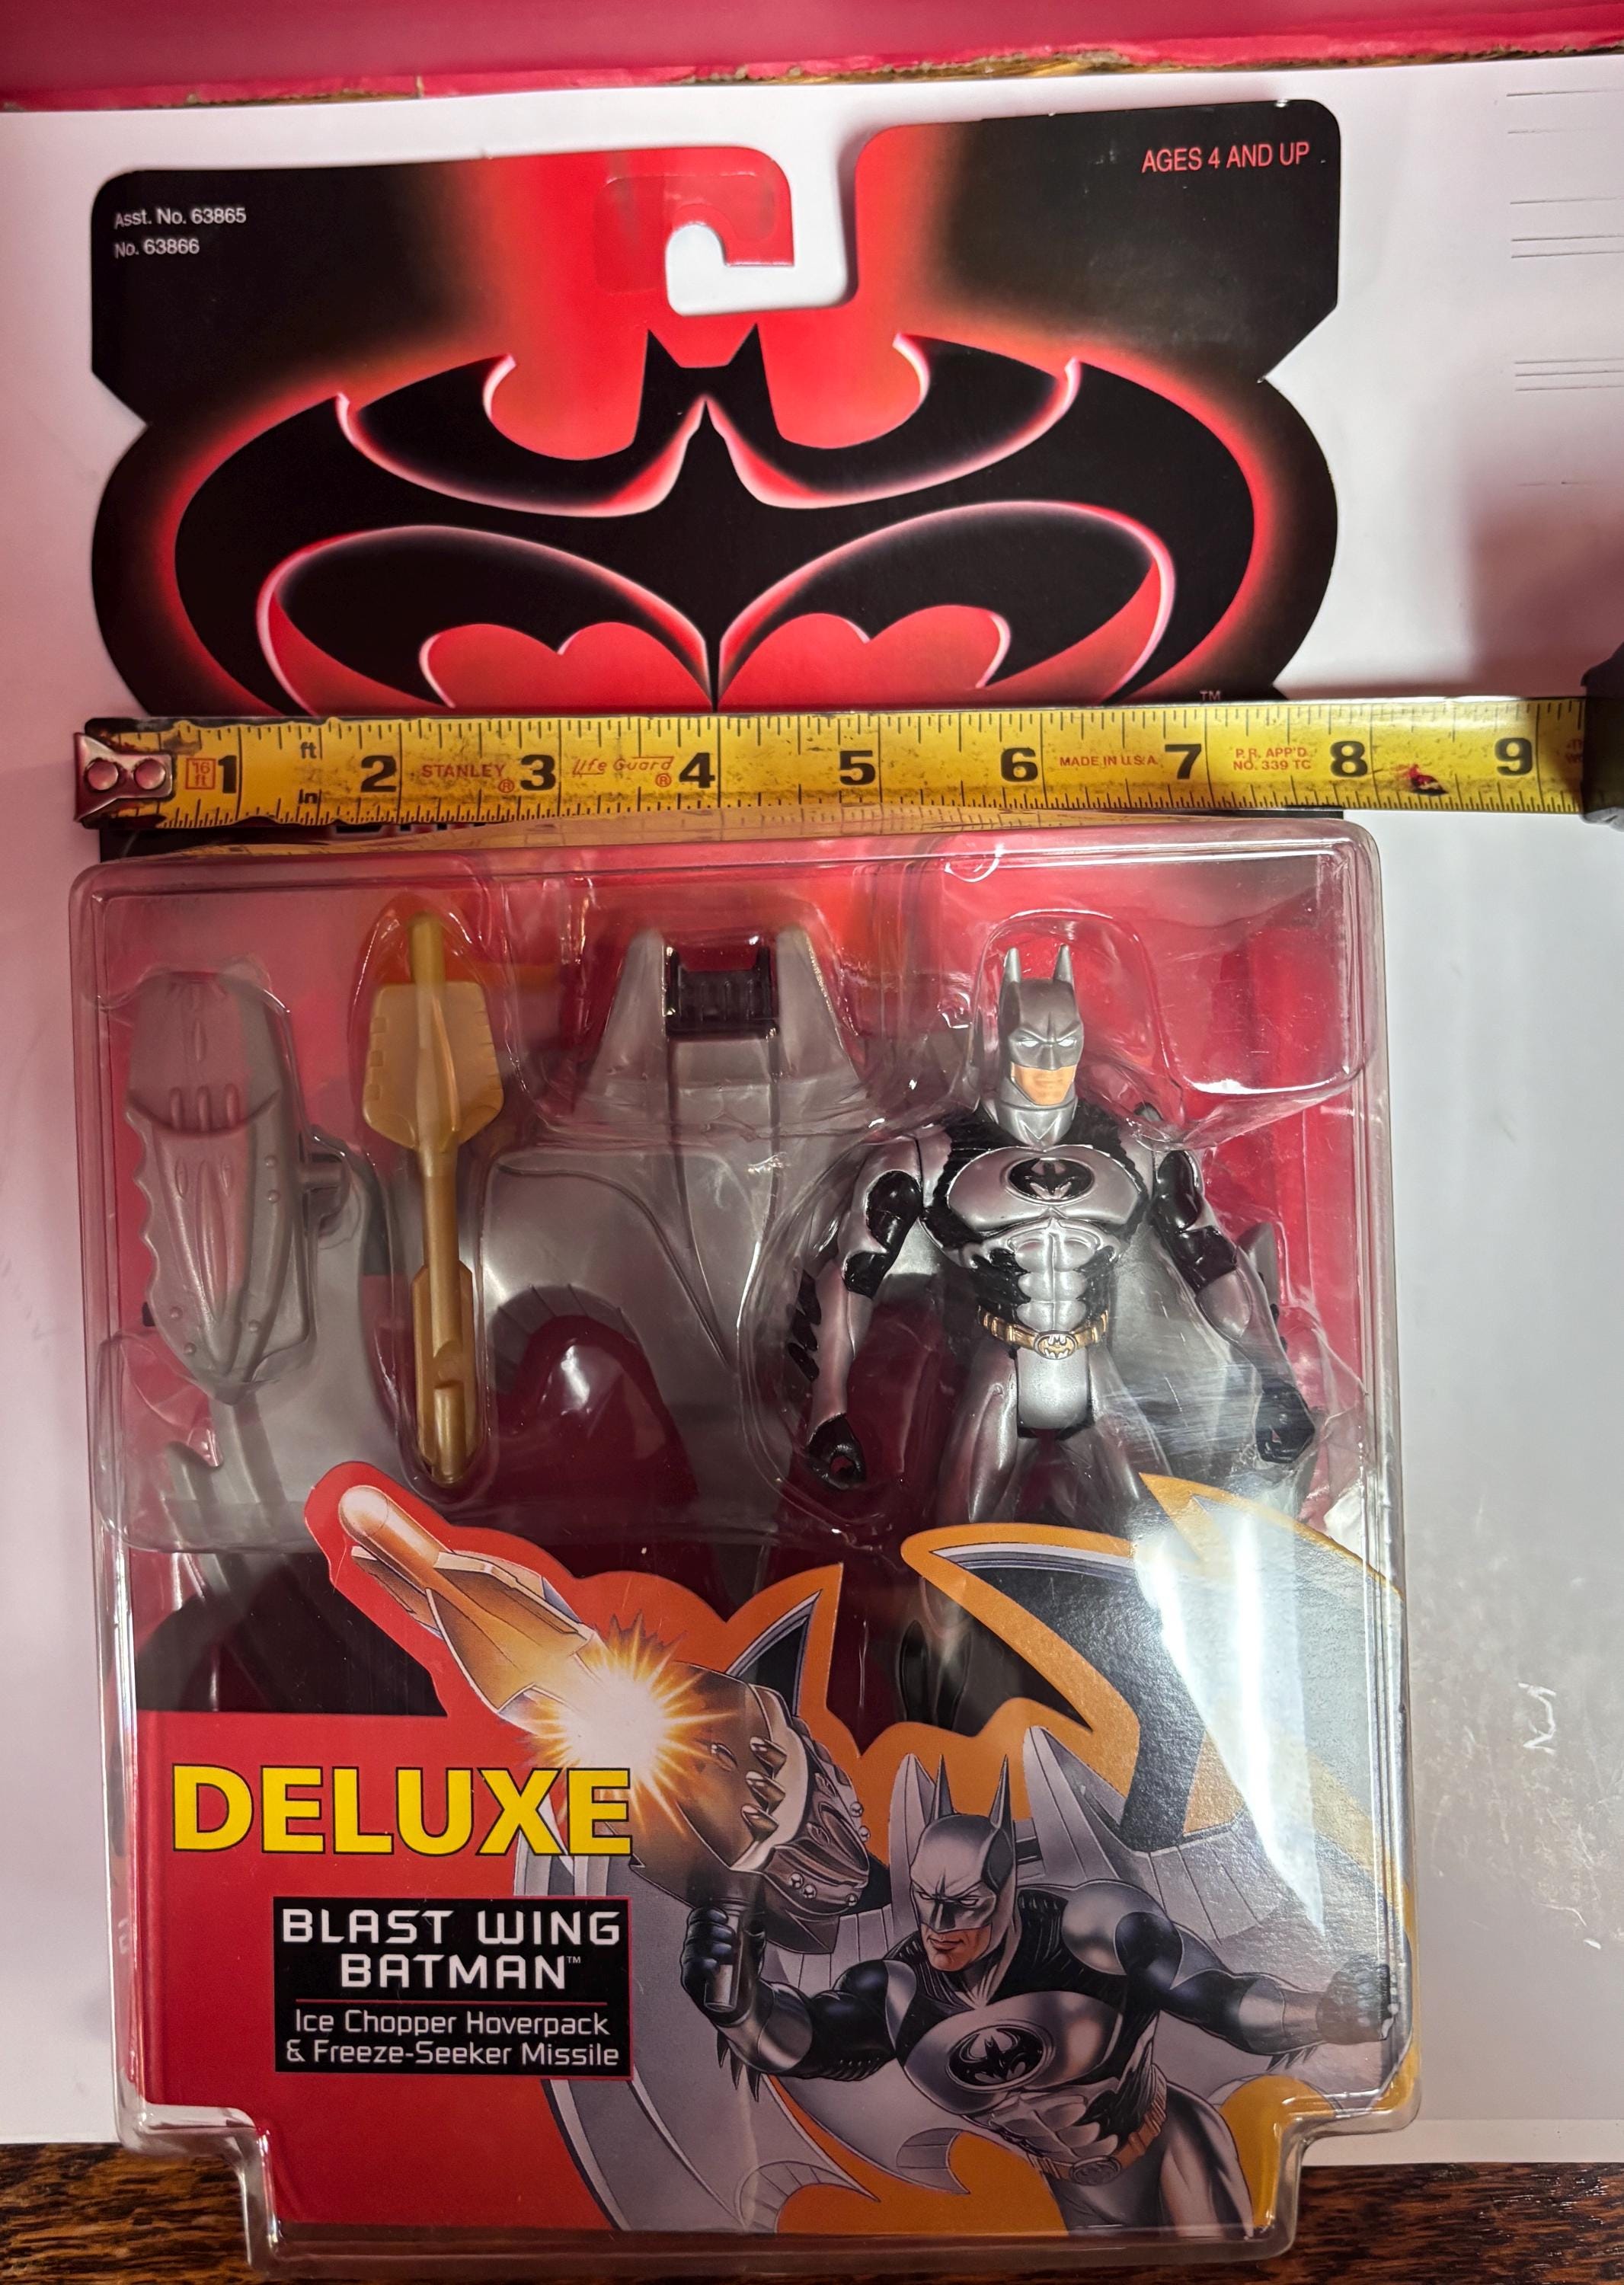 AGES 4 AND UP
Asst. No. 63865
No. 63866
TM
16 ft 1 ft in 2 STANLEY® 3 Life Guard® 4 5 6 MADE IN U.S.A. 7 P.R. APP'D. NO. 339 TC 8 9
DELUXE
BLAST WING
BATMAN™
Ice Chopper Hoverpack
& Freeze-Seeker Missile